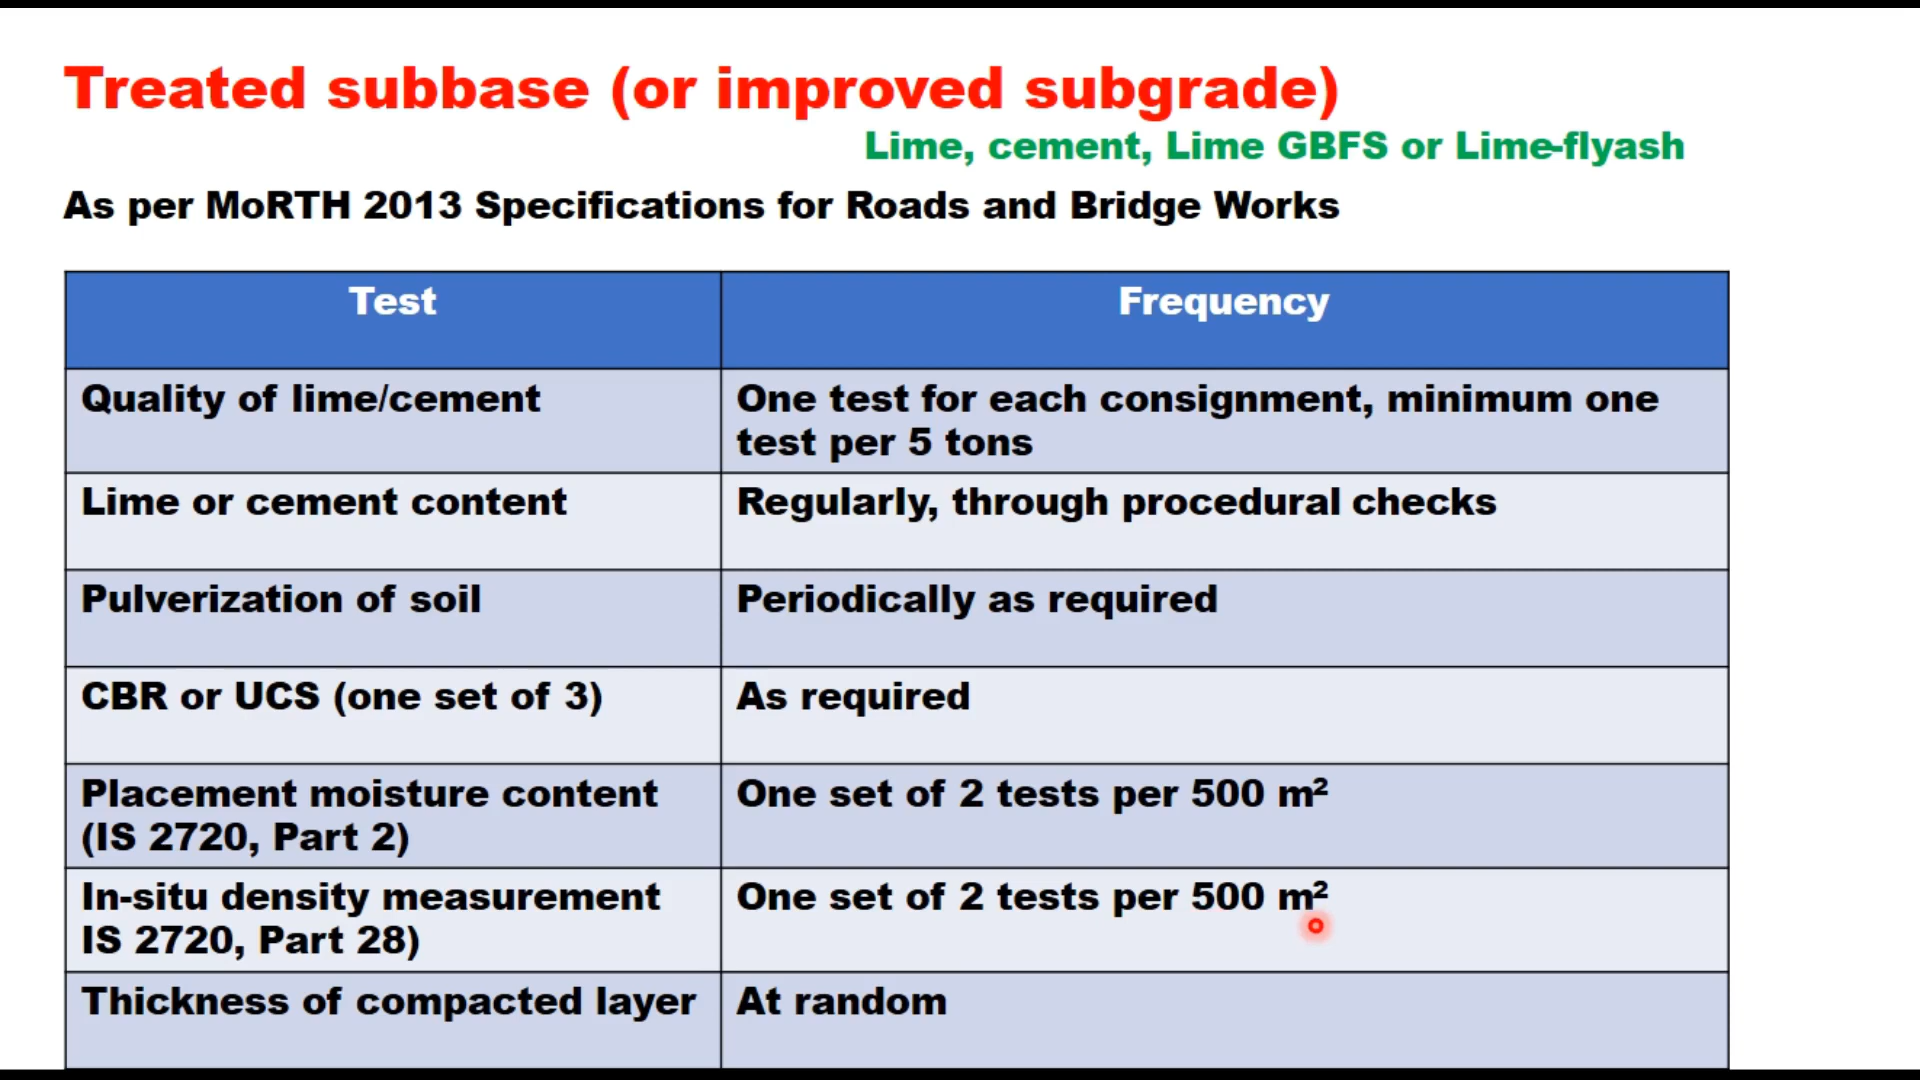 Treated subbase (or improved subgrade)
Lime, cement, Lime GBFS or Lime-flyash
As per MoRTH 2013 Specifications for Roads and Bridge Works
Test
Frequency
Quality of lime/cement
One test for each consignment, minimum one
test per 5 tons
Lime or cement content
Regularly, through procedural checks
Pulverization of soil
Periodically as required
CBR or UCS (one set of 3)
As required
Placement moisture content
(IS 2720, Part 2)
One set of 2 tests per 500 m²
In-situ density measurement
IS 2720, Part 28)
One set of 2 tests per 500 m²
Thickness of compacted layer
At random